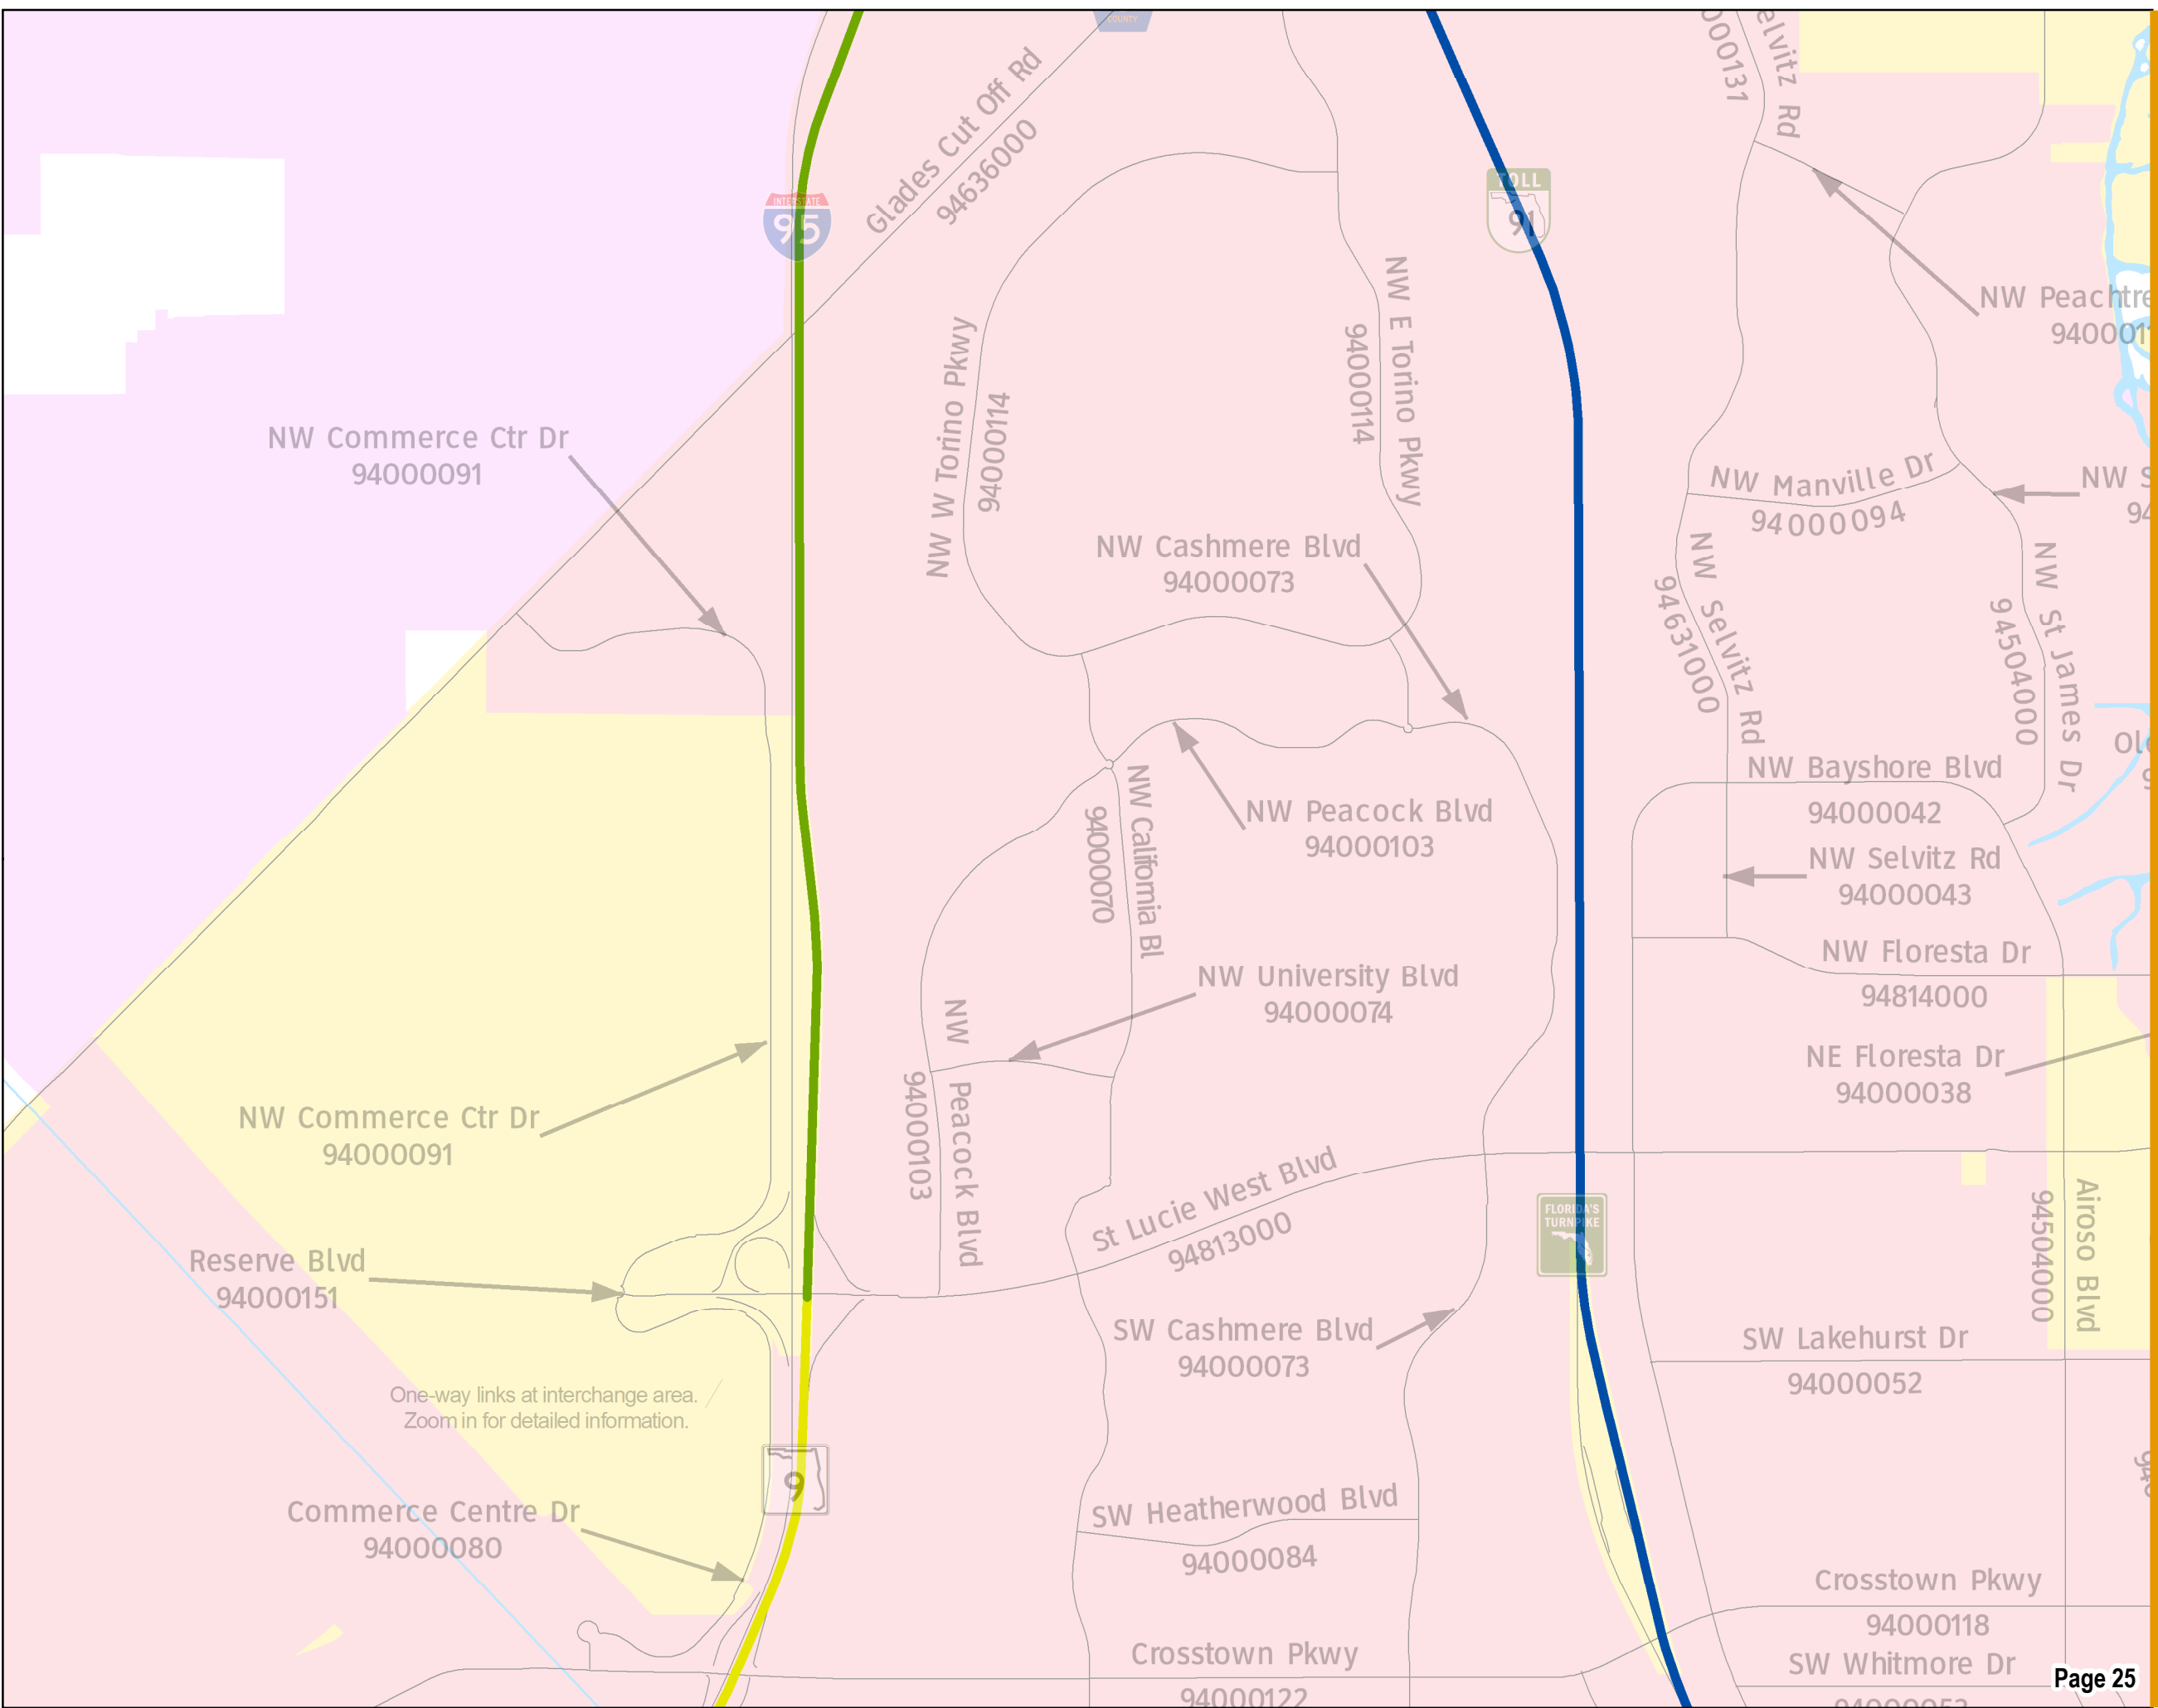 COUNTY
Selvitz Rd
Glades Cut Off Rd
94636000
INTERSTATE
95
TOLL
91
NW Peachtre
NW W Torino Pkwy
94000114
NW E Torino Pkwy
94000114
NW Commerce Ctr Dr
94000091
NW Manville Dr
94000094
NW Cashmere Blvd
94000073
NW Selvitz Rd
94631000
NW St James Dr
94504000
NW Bayshore Blvd
94000042
NW Peacock Blvd
94000103
NW California Bl
94000070
NW Selvitz Rd
94000043
NW Floresta Dr
94814000
NW University Blvd
94000074
NE Floresta Dr
94000038
NW Commerce Ctr Dr
94000091
NW Peacock Blvd
94000103
St Lucie West Blvd
94813000
FLORIDA'S
TURNPIKE
Airoso Blvd
94504000
Reserve Blvd
94000151
SW Cashmere Blvd
94000073
SW Lakehurst Dr
94000052
One-way links at interchange area.
Zoom in for detailed information.
9
Commerce Centre Dr
94000080
SW Heatherwood Blvd
94000084
Crosstown Pkwy
94000118
Crosstown Pkwy
94000122
SW Whitmore Dr
Page 25